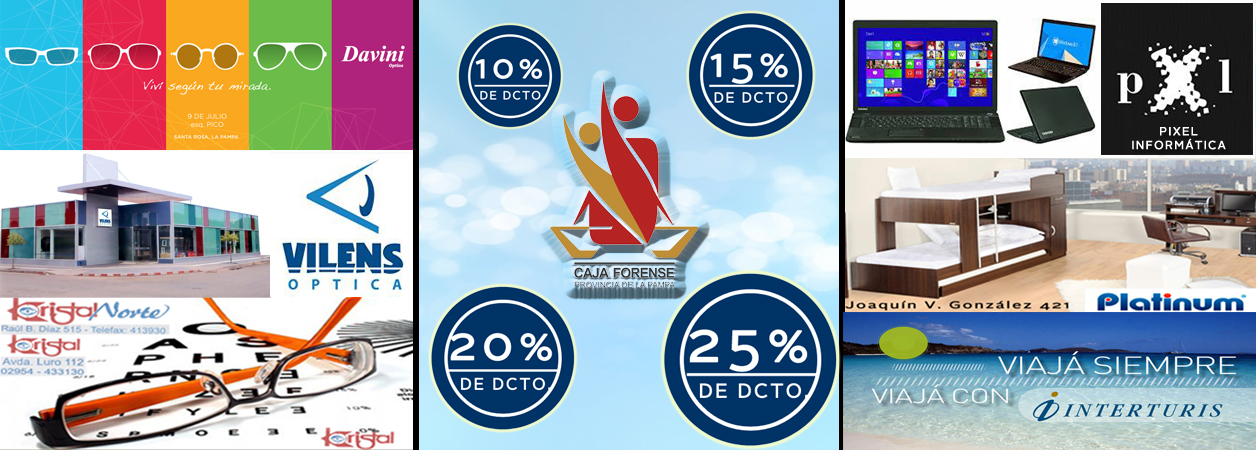 Davini
Optica
Viví según tu mirada.
9 DE JULIO
esq. PICO
SANTA ROSA, LA PAMPA
VILENS
VILENS
OPTICA
Kristal Norte
Raúl B. Díaz 515 - Telefax: 413930
Kristal
Avda. Luro 112
02954 - 433130
Kristal
10%
DE DCTO
15%
DE DCTO.
CAJA FORENSE
PROVINCIA DE LA PAMPA
20%
DE DCTO.
25%
DE DCTO.
pXl
PIXEL
INFORMÁTICA
Joaquín V. González 421
Platinum
VIAJÁ SIEMPRE
VIAJÁ CON
INTERTURIS